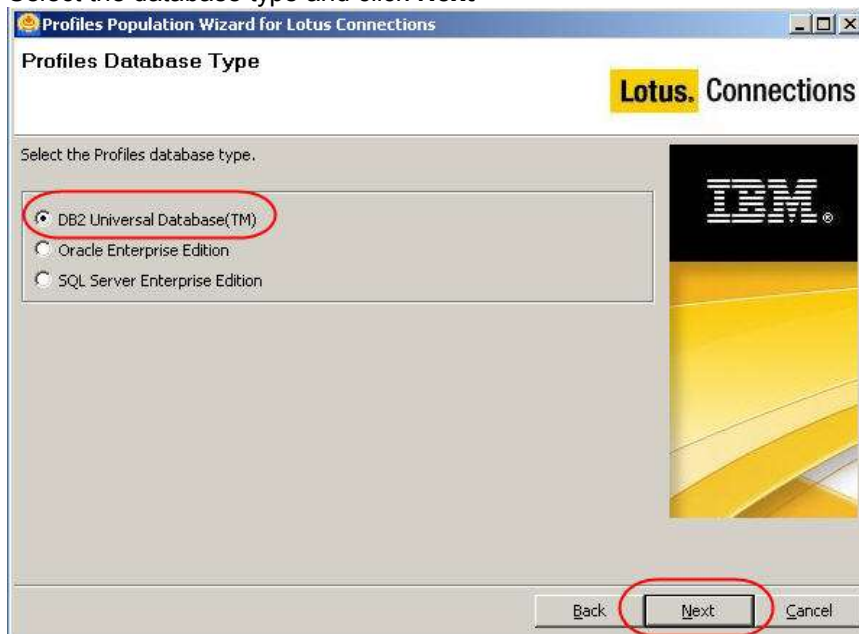 Select the database type and click Next
Profiles Population Wizard for Lotus Connections
Profiles Database Type
Lotus. Connections
Select the Profiles database type.
IBM®
DB2 Universal Database(TM)
Oracle Enterprise Edition
SQL Server Enterprise Edition
Back Next Cancel